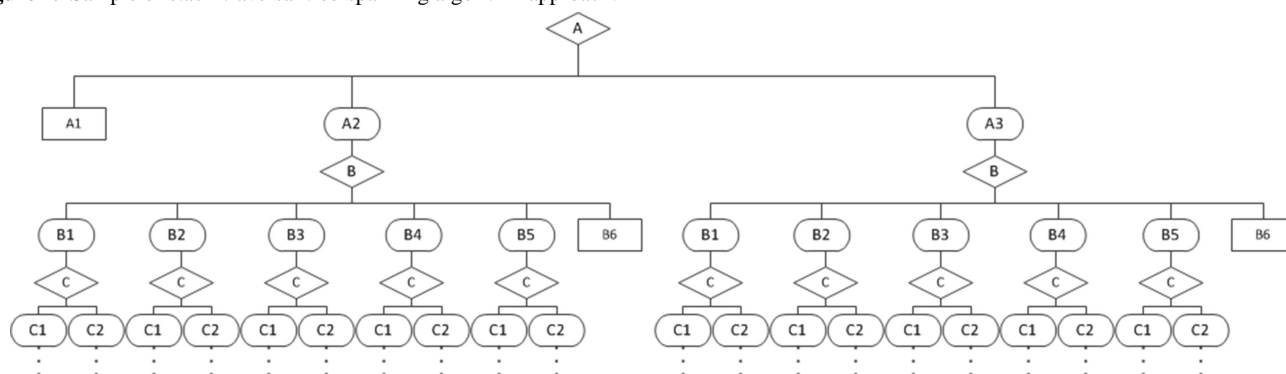 A
A1 A2 A3
B B
B1 B2 B3 B4 B5 B6 B1 B2 B3 B4 B5 B6
C C C C C C C C C C
C1 C2 C1 C2 C1 C2 C1 C2 C1 C2 C1 C2 C1 C2 C1 C2 C1 C2 C1 C2